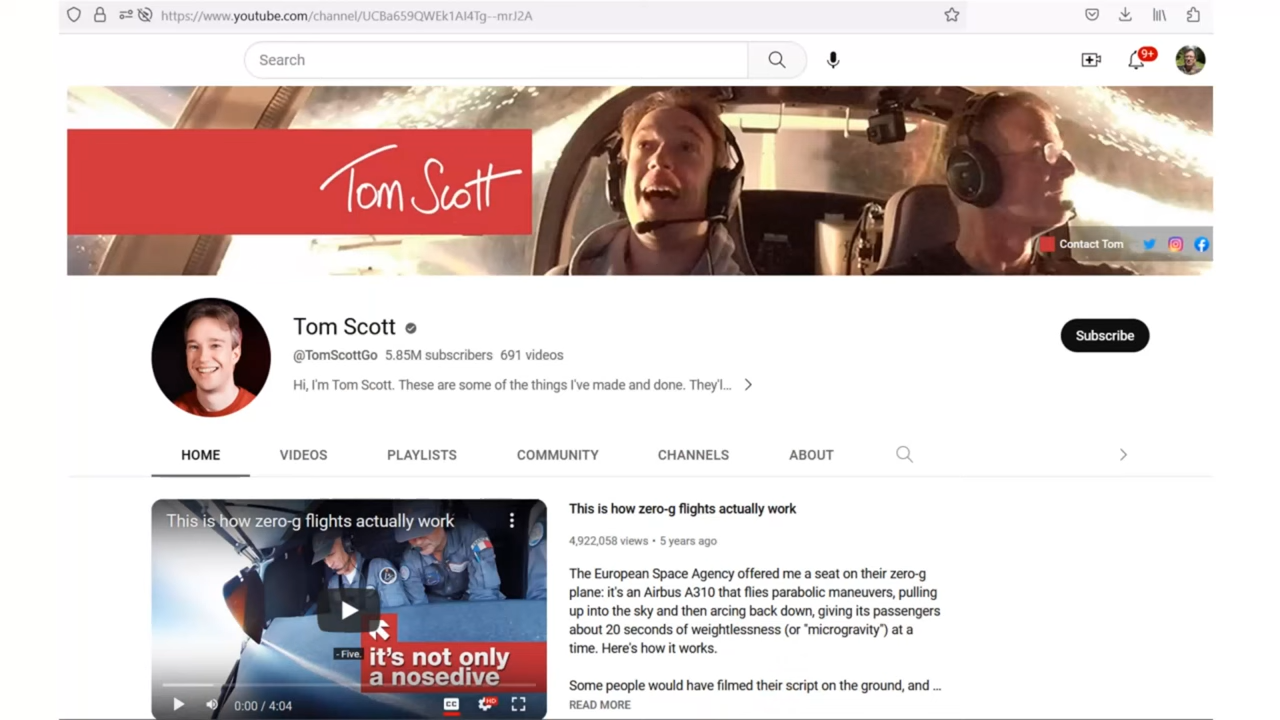 https://www.youtube.com/channel/UCBa659QWEk1AI4Tg--mrJ2A
Search
9+
Tom Scott
Contact Tom
Tom Scott
@TomScottGo 5.85M subscribers 691 videos
Hi, I'm Tom Scott. These are some of the things I've made and done. They'l...
Subscribe
HOME VIDEOS PLAYLISTS COMMUNITY CHANNELS ABOUT
This is how zero-g flights actually work
- Five.
it's not only
a nosedive
0:00 / 4:04
CC
HD
This is how zero-g flights actually work
4,922,058 views • 5 years ago
The European Space Agency offered me a seat on their zero-g
plane: it's an Airbus A310 that flies parabolic maneuvers, pulling
up into the sky and then arcing back down, giving its passengers
about 20 seconds of weightlessness (or "microgravity") at a
time. Here's how it works.
Some people would have filmed their script on the ground, and ...
READ MORE